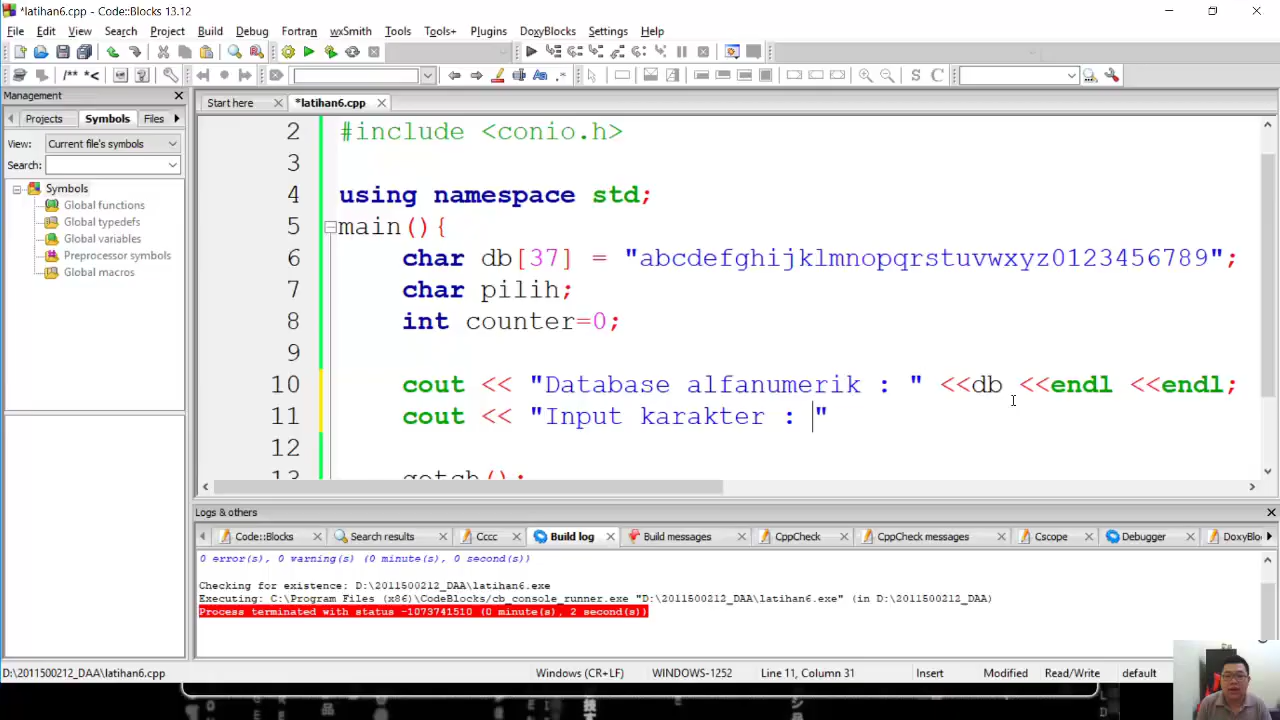 *latihan6.cpp - Code::Blocks 13.12
File Edit View Search Project Build Debug Fortran wxSmith Tools Tools+ Plugins DoxyBlocks Settings Help
/** *<
S C
Management
Projects Symbols Files
View: Current file's symbols
Search:
Symbols
Global functions
Global typedefs
Global variables
Preprocessor symbols
Global macros
Start here *latihan6.cpp
2 #include <conio.h>
3
4 using namespace std;
5 main(){
6 char db[37] = "abcdefghijklmnopqrstuvwxyz0123456789";
7 char pilih;
8 int counter=0;
9
10 cout << "Database alfanumerik : " <<db <<endl <<endl;
11 cout << "Input karakter : "
12
13 getch();
Logs & others
Code::Blocks Search results Cccc Build log Build messages CppCheck CppCheck messages Cscope Debugger DoxyBlo
0 error(s), 0 warning(s) (0 minute(s), 0 second(s))
Checking for existence: D:\2011500212_DAA\latihan6.exe
Executing: C:\Program Files (x86)\CodeBlocks/cb_console_runner.exe "D:\2011500212_DAA\latihan6.exe" (in D:\2011500212_DAA)
Process terminated with status -1073741510 (0 minute(s), 2 second(s))
D:\2011500212_DAA\latihan6.cpp Windows (CR+LF) WINDOWS-1252 Line 11, Column 31 Insert Modified Read/Write default